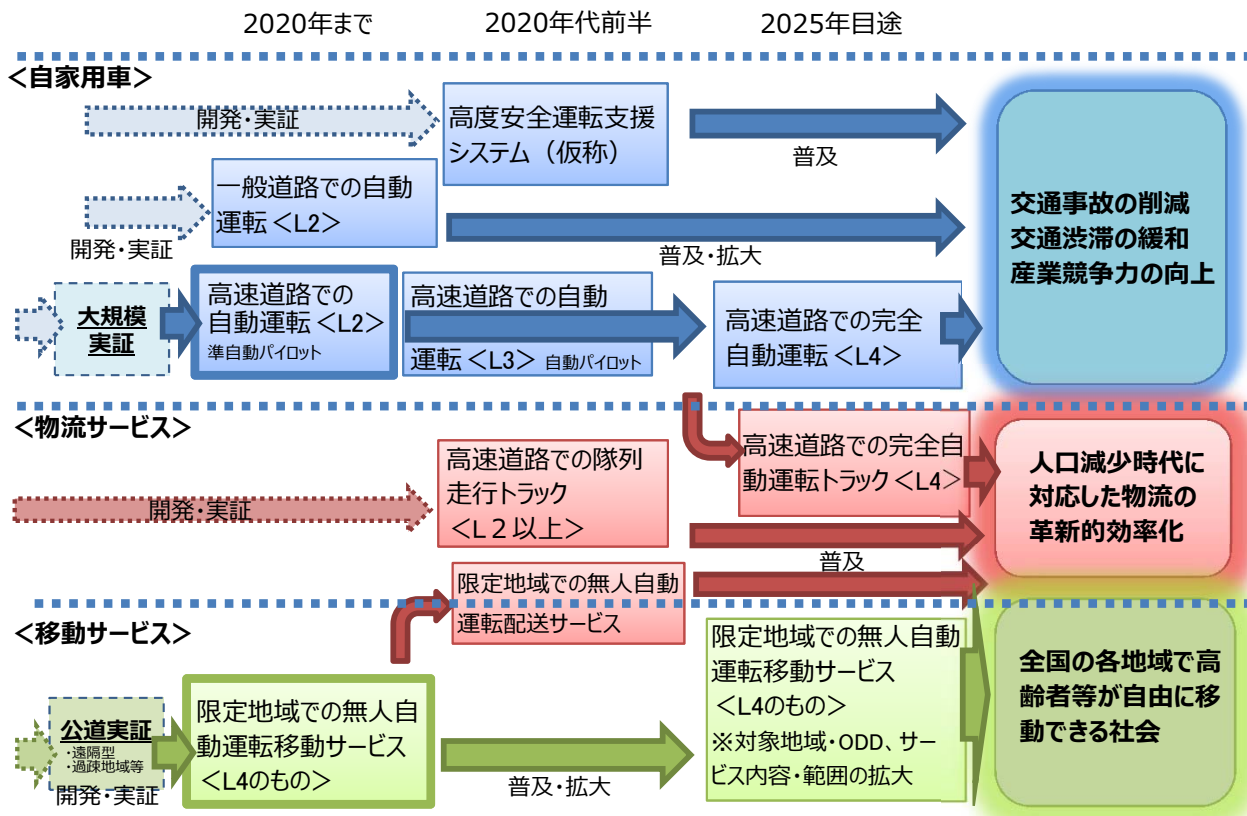 2020年まで
2020年代前半
2025年目途
<自家用車>
開発・実証
高度安全運転支援
システム（仮称）
普及
一般道路での自動
運転<L2>
開発・実証
普及・拡大
交通事故の削減
交通渋滞の緩和
産業競争力の向上
大規模
実証
高速道路での
自動運転<L2>
準自動パイロット
高速道路での自動
運転<L3> 自動パイロット
高速道路での完全
自動運転<L4>
<物流サービス>
開発・実証
高速道路での隊列
走行トラック
<L２以上>
高速道路での完全自
動運転トラック<L4>
普及
人口減少時代に
対応した物流の
革新的効率化
限定地域での無人自動
運転配送サービス
<移動サービス>
公道実証
・遠隔型
・過疎地域等
開発・実証
限定地域での無人自
動運転移動サービス
<L4のもの>
普及・拡大
限定地域での無人自動
運転移動サービス
<L4のもの>
※対象地域・ODD、サー
ビス内容・範囲の拡大
全国の各地域で高
齢者等が自由に移
動できる社会